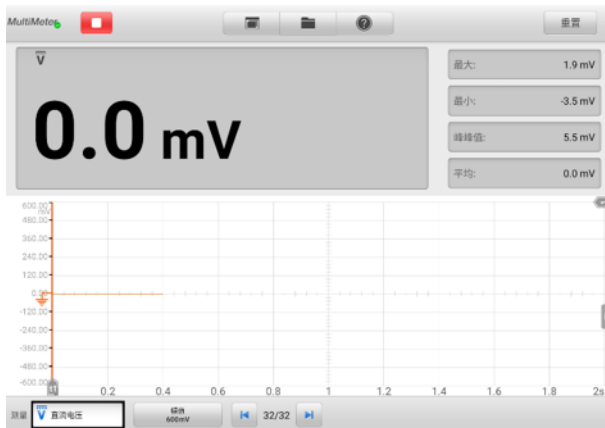 MultiMeter
重置
V
0.0 mV
最大: 1.9 mV
最小: -3.5 mV
峰峰值: 5.5 mV
平均: 0.0 mV
600.00
mV
480.00
360.00
240.00
120.00
0.00
-120.00
-240.00
-360.00
-480.00
-600.00
0.2 0.4 0.6 0.8 1 1.2 1.4 1.6 1.8 2s
测量 V 直流电压 幅值 600mV 32/32